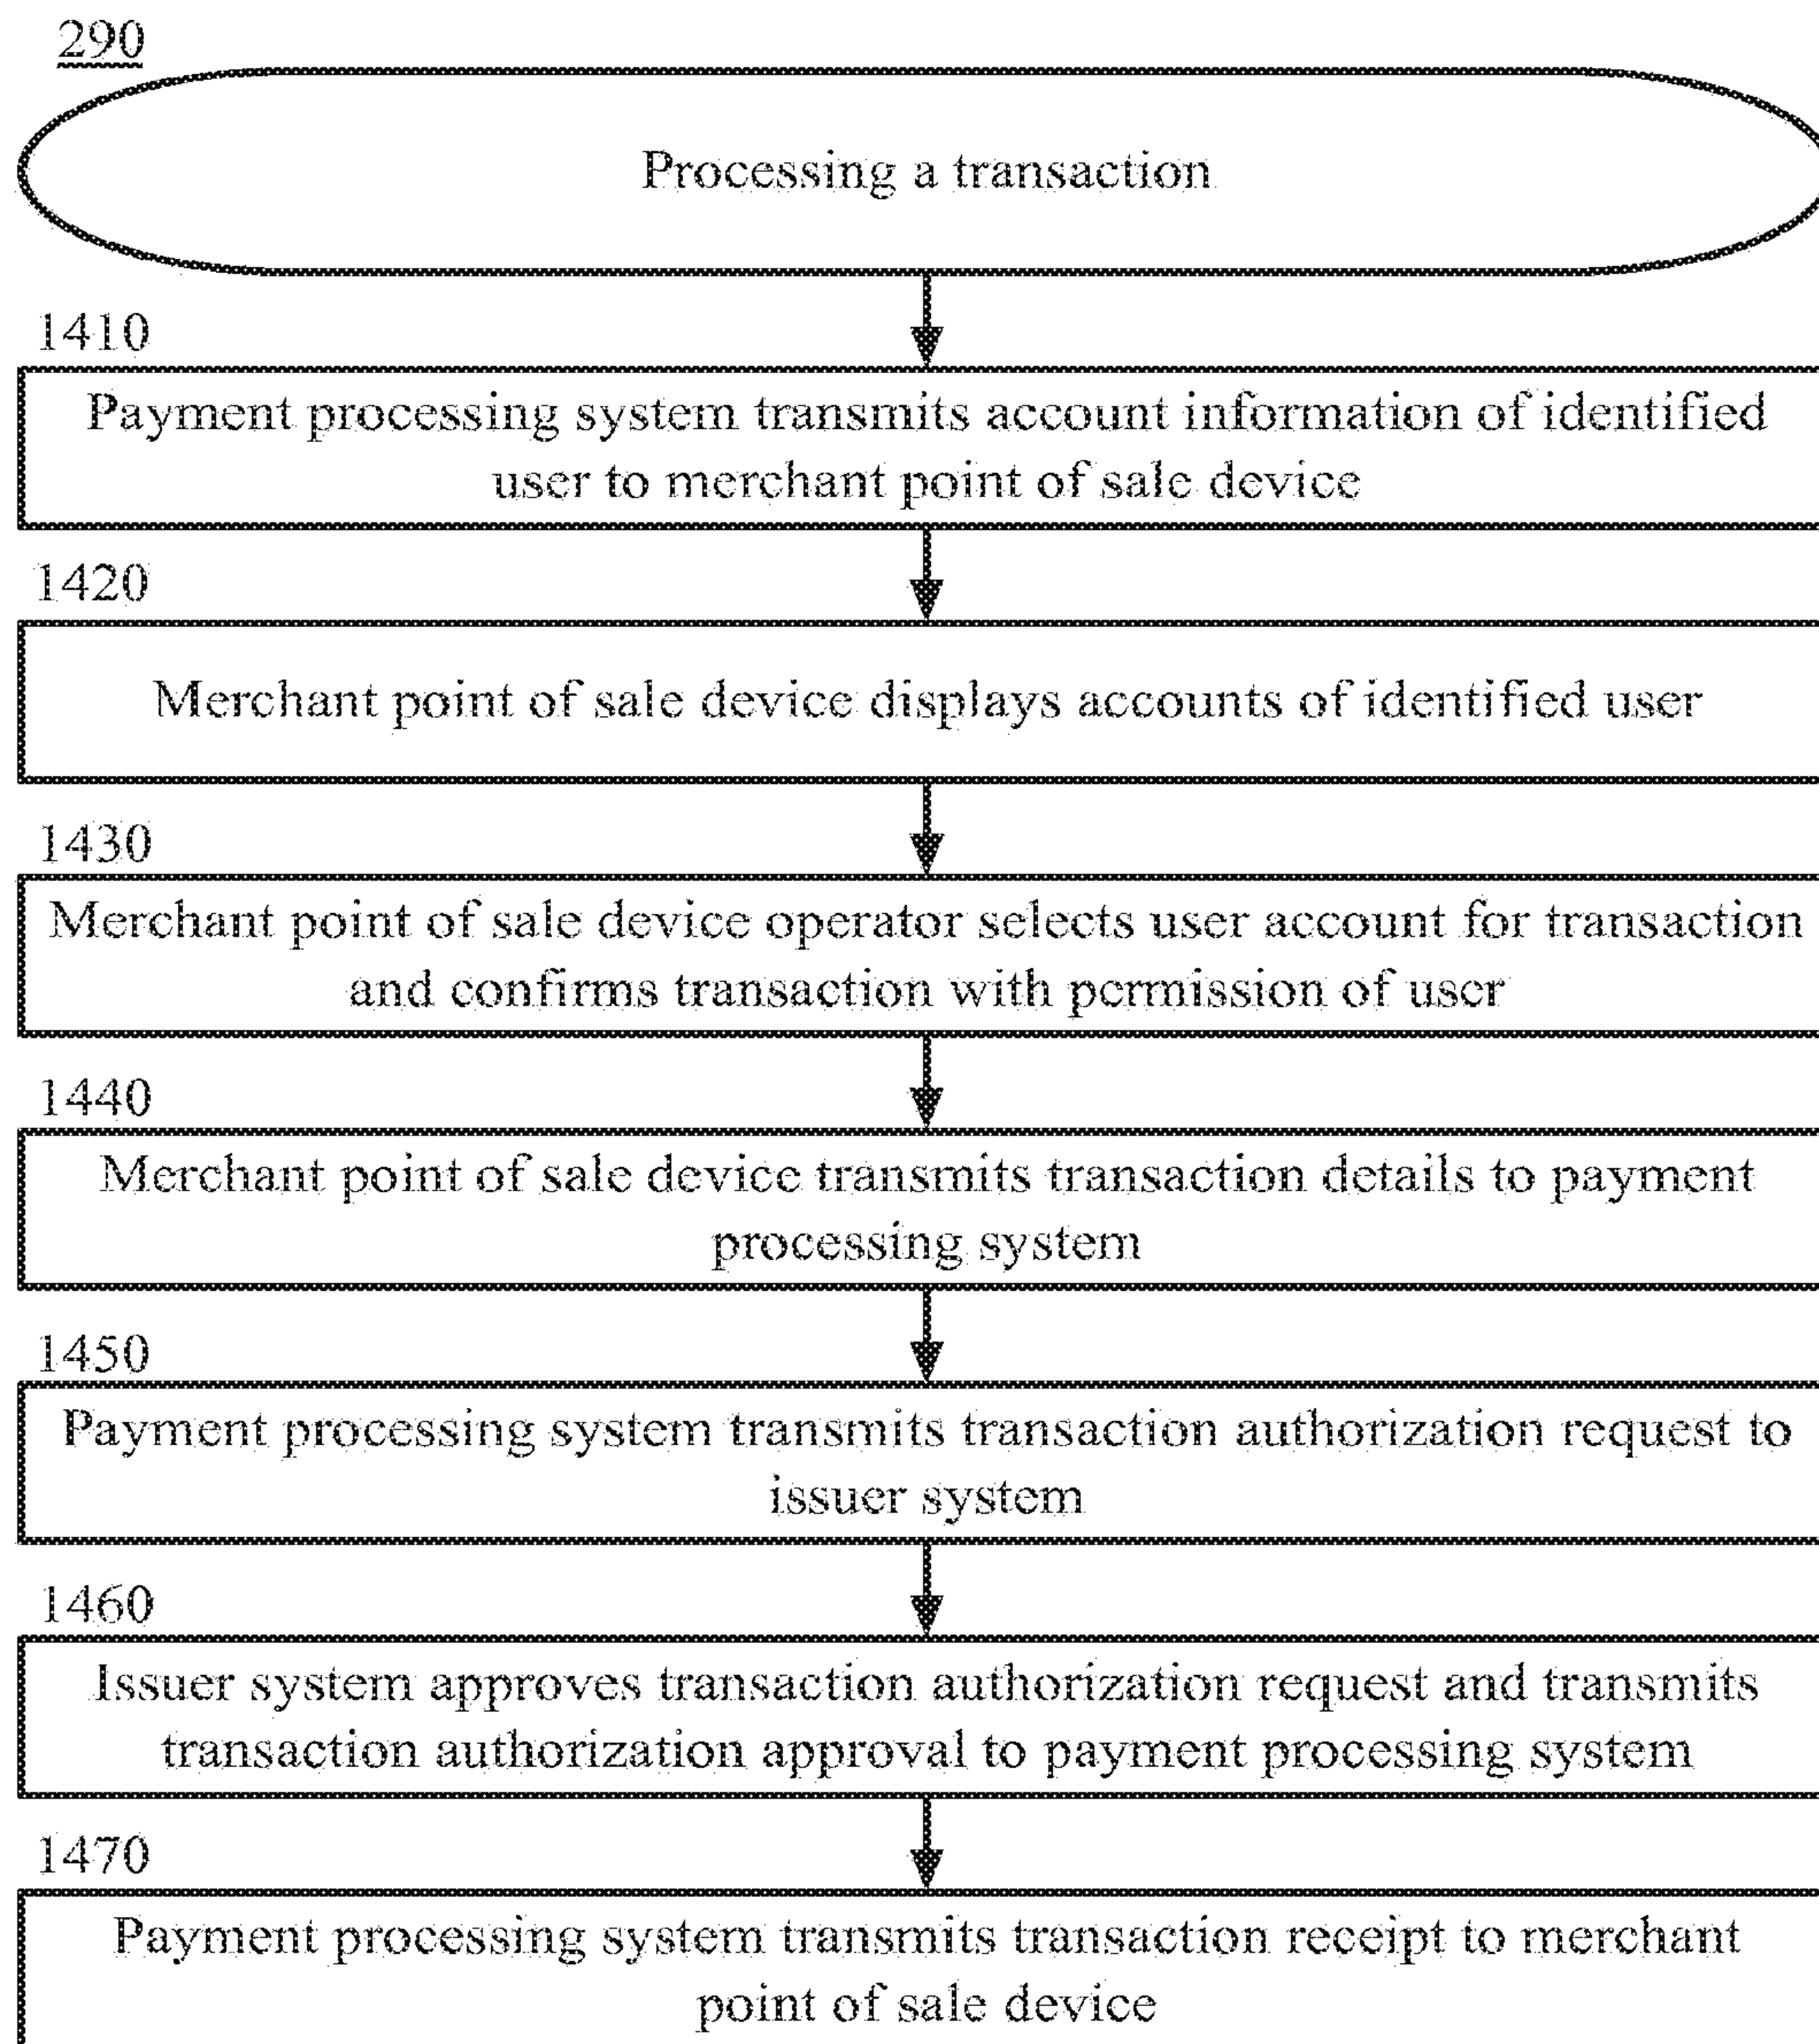 290
Processing a transaction
1410
Payment processing system transmits account information of identified
user to merchant point of sale device
1420
Merchant point of sale device displays accounts of identified user
1430
Merchant point of sale device operator selects user account for transaction
and confirms transaction with permission of user
1440
Merchant point of sale device transmits transaction details to payment
processing system
1450
Payment processing system transmits transaction authorization request to
issuer system
1460
Issuer system approves transaction authorization request and transmits
transaction authorization approval to payment processing system
1470
Payment processing system transmits transaction receipt to merchant
point of sale device